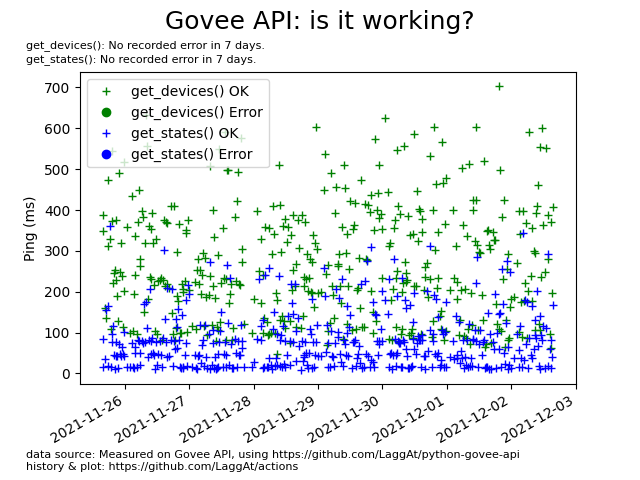 Govee API: is it working?
get_devices(): No recorded error in 7 days.
get_states(): No recorded error in 7 days.
get_devices() OK
get_devices() Error
get_states() OK
get_states() Error
Ping (ms)
700
600
500
400
300
200
100
0
2021-11-26
2021-11-27
2021-11-28
2021-11-29
2021-11-30
2021-12-01
2021-12-02
2021-12-03
data source: Measured on Govee API, using https://github.com/LaggAt/python-govee-api
history & plot: https://github.com/LaggAt/actions